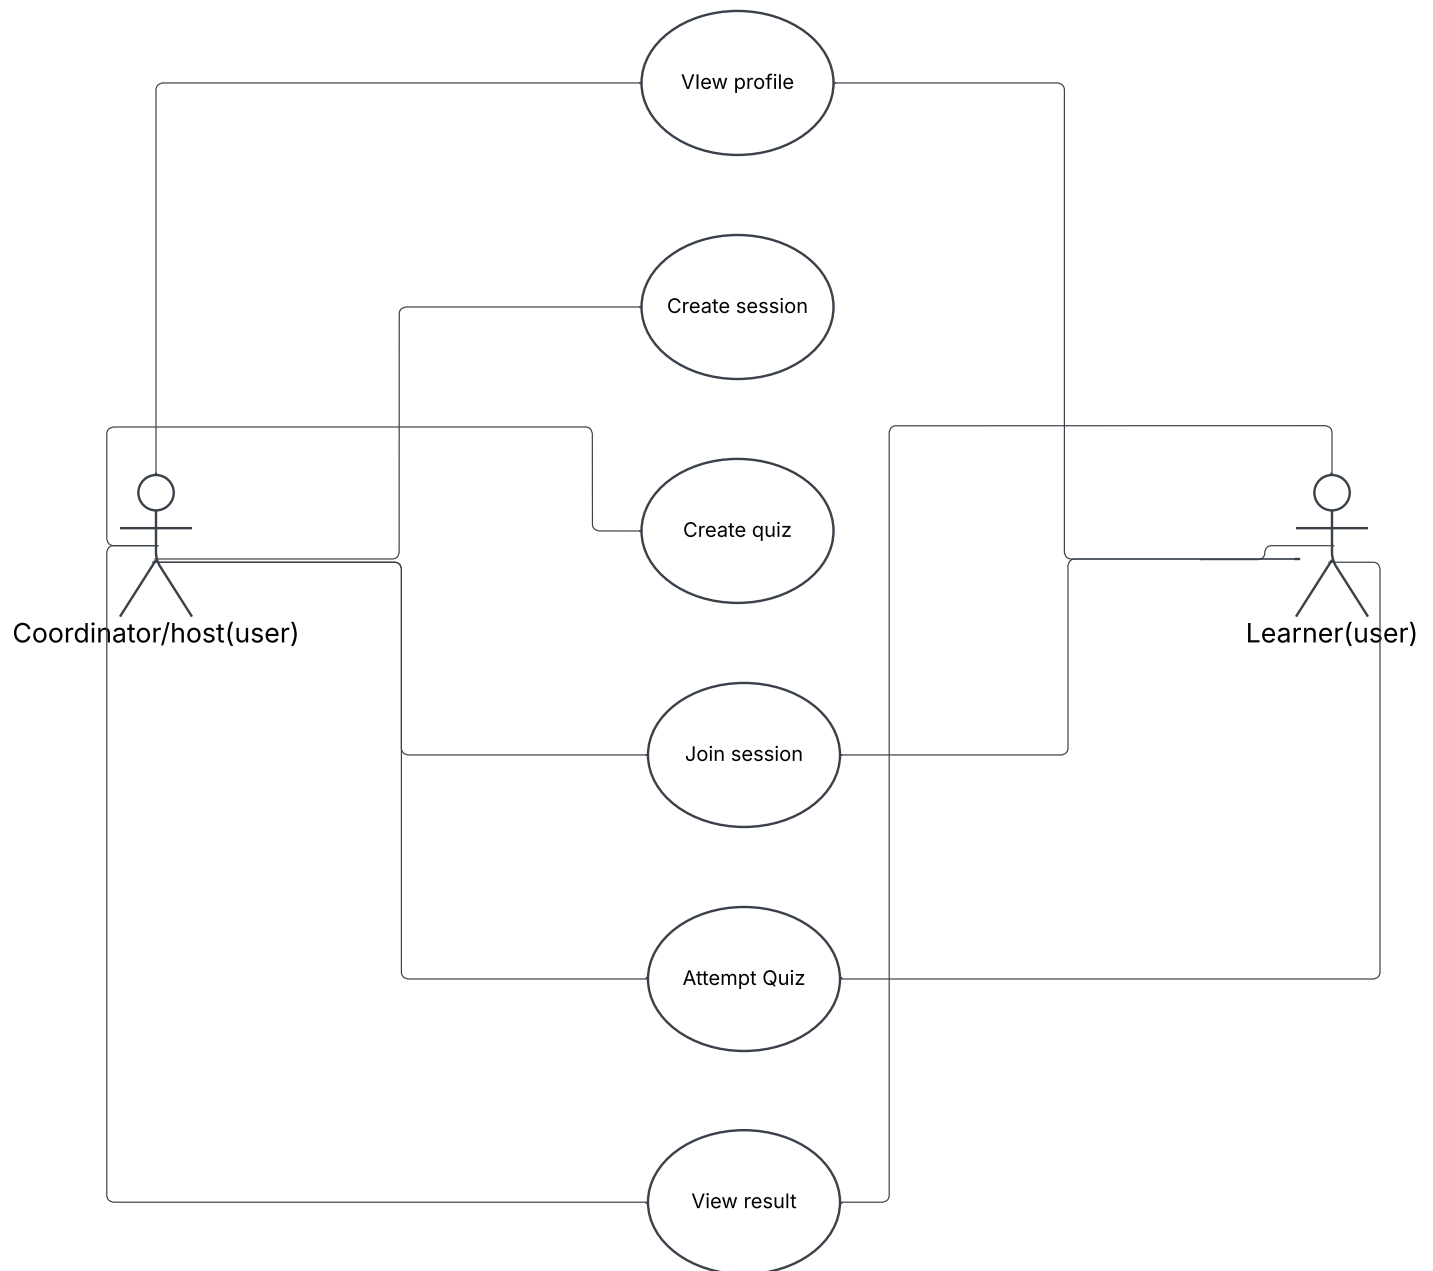 VIew profile
Create session
Create quiz
Coordinator/host(user)
Learner(user)
Join session
Attempt Quiz
View result